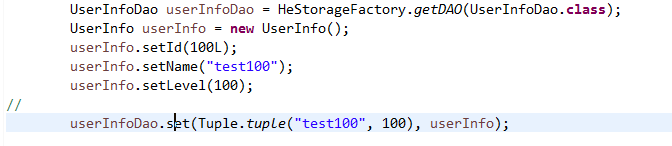 UserInfoDao userInfoDao = HeStorageFactory.getDAO(UserInfoDao.class);
UserInfo userInfo = new UserInfo();
userInfo.setId(100L);
userInfo.setName("test100");
userInfo.setLevel(100);
//
userInfoDao.set(Tuple.tuple("test100", 100), userInfo);